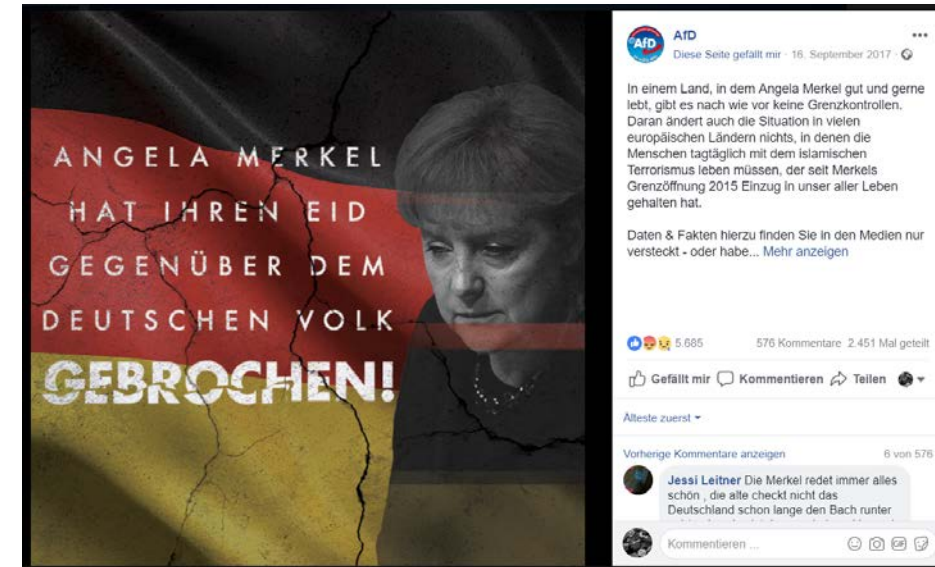 ANGELA MERKEL
HAT IHREN EID
GEGENÜBER DEM
DEUTSCHEN VOLK
GEBROCHEN!
AfD
AfD
Diese Seite gefällt mir · 16. September 2017 ·
In einem Land, in dem Angela Merkel gut und gerne
lebt, gibt es nach wie vor keine Grenzkontrollen.
Daran ändert auch die Situation in vielen
europäischen Ländern nichts, in denen die
Menschen tagtäglich mit dem islamischen
Terrorismus leben müssen, der seit Merkels
Grenzöffnung 2015 Einzug in unser aller Leben
gehalten hat.
Daten & Fakten hierzu finden Sie in den Medien nur
versteckt - oder habe... Mehr anzeigen
5.685 576 Kommentare 2.451 Mal geteilt
Gefällt mir Kommentieren Teilen
Älteste zuerst
Vorherige Kommentare anzeigen 6 von 576
Jessi Leitner Die Merkel redet immer alles
schön , die alte checkt nicht das
Deutschland schon lange den Bach runter
Kommentieren ... GIF